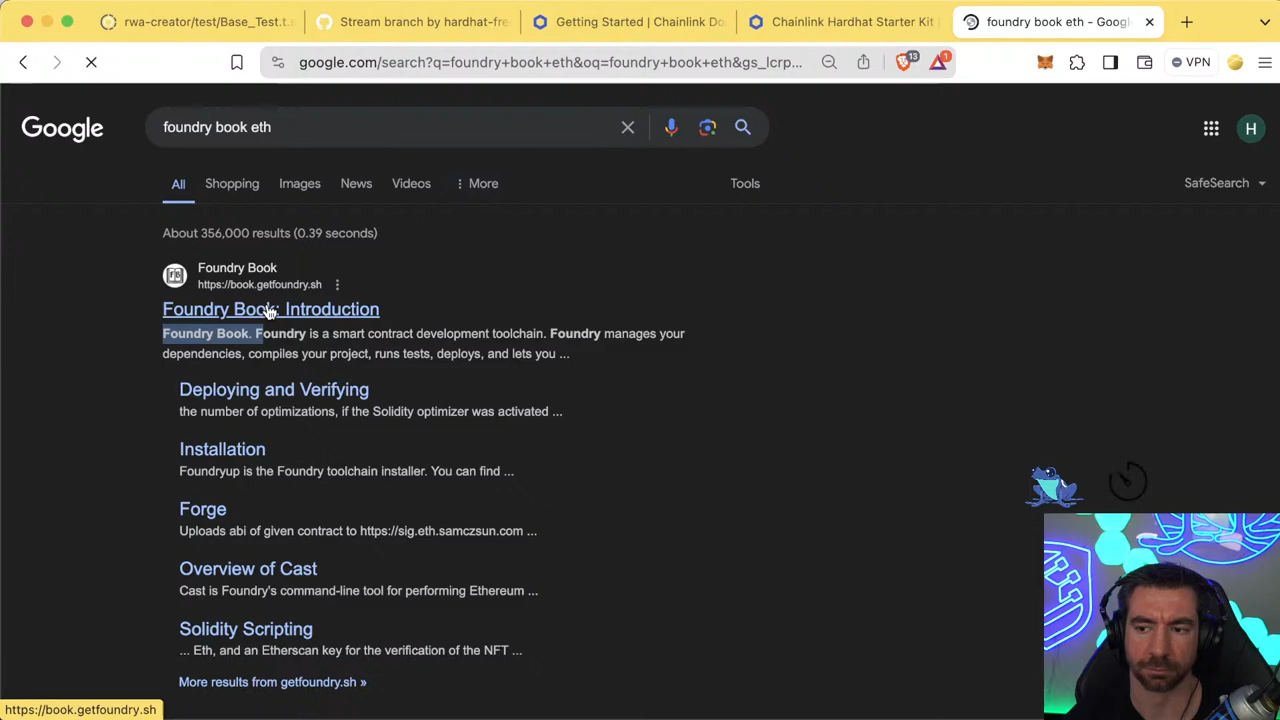 rwa-creator/test/Base_Test.t.s
Stream branch by hardhat-fre
Getting Started | Chainlink Do
Chainlink Hardhat Starter Kit |
foundry book eth - Goog
google.com/search?q=foundry+book+eth&oq=foundry+book+eth&gs_lcrp...
13
1
VPN
Google
foundry book eth
H
All
Shopping
Images
News
Videos
More
Tools
SafeSearch
About 356,000 results (0.39 seconds)
Foundry Book
https://book.getfoundry.sh
Foundry Book: Introduction
Foundry Book. Foundry is a smart contract development toolchain. Foundry manages your
dependencies, compiles your project, runs tests, deploys, and lets you ...
Deploying and Verifying
the number of optimizations, if the Solidity optimizer was activated ...
Installation
Foundryup is the Foundry toolchain installer. You can find ...
Forge
Uploads abi of given contract to https://sig.eth.samczsun.com ...
Overview of Cast
Cast is Foundry's command-line tool for performing Ethereum ...
Solidity Scripting
... Eth, and an Etherscan key for the verification of the NFT ...
More results from getfoundry.sh »
https://book.getfoundry.sh